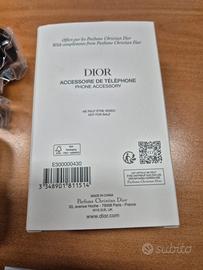 Offert par les Parfums Christian Dior
With compliments from Parfums Christian Dior
DIOR
ACCESSOIRE DE TÉLÉPHONE
PHONE ACCESSORY
NE PEUT ÊTRE VENDU
NOT FOR SALE
E300000430
3 348901 811514
MADE IN CHINA
Parfums Christian Dior
33, avenue Hoche - 75008 Paris - France
www.dior.com
subito